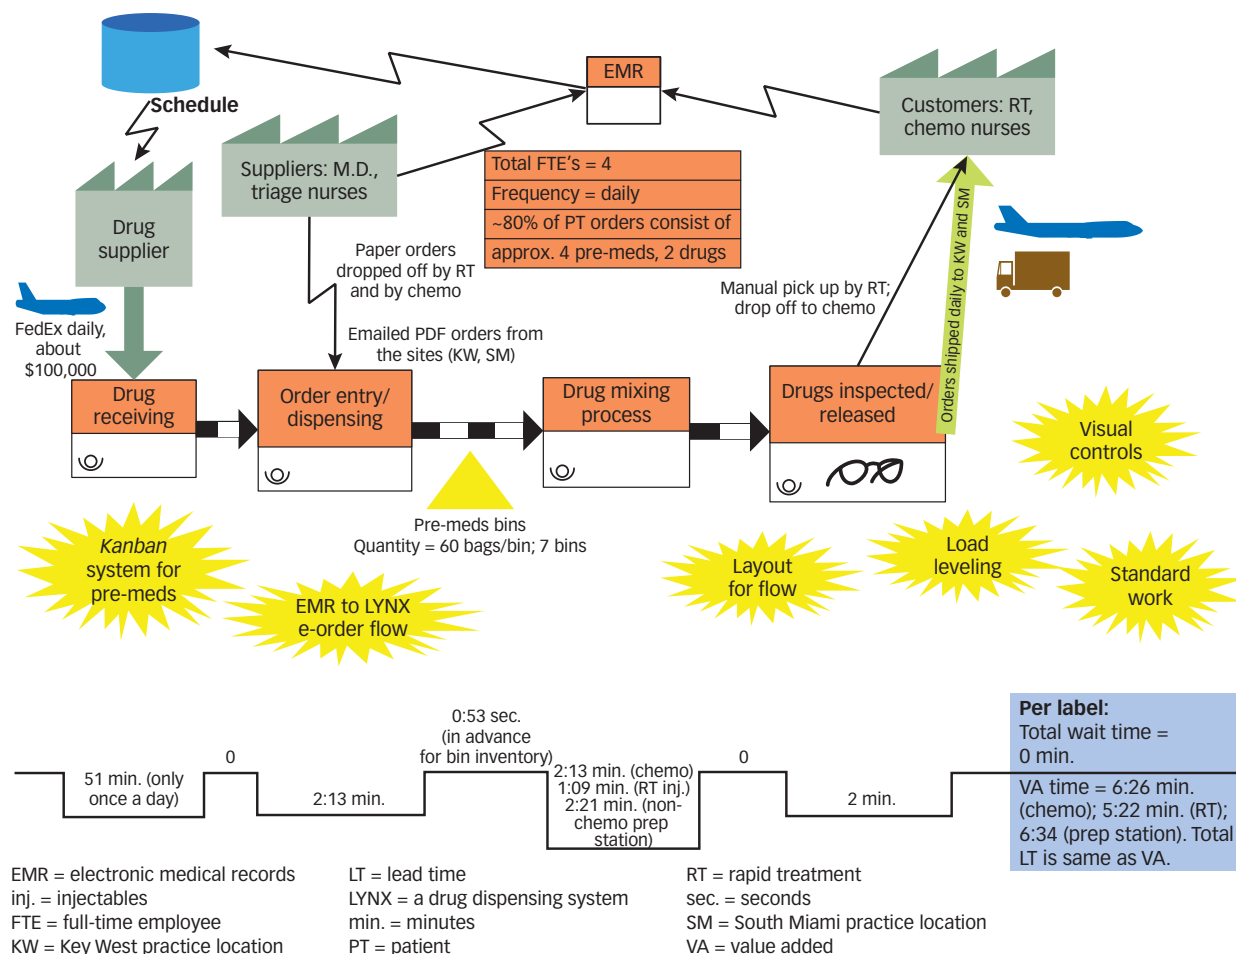 Schedule
EMR
Customers: RT,
chemo nurses
Suppliers: M.D.,
triage nurses
Total FTE's = 4
Frequency = daily
~80% of PT orders consist of
approx. 4 pre-meds, 2 drugs
Drug
supplier
Paper orders
dropped off by RT
and by chemo
Manual pick up by RT;
drop off to chemo
Orders shipped daily to KW and SM
FedEx daily,
about
$100,000
Emailed PDF orders from
the sites (KW, SM)
Drug
receiving
Order entry/
dispensing
Drug mixing
process
Drugs inspected/
released
Visual
controls
Pre-meds bins
Quantity = 60 bags/bin; 7 bins
Kanban
system for
pre-meds
EMR to LYNX
e-order flow
Layout
for flow
Load
leveling
Standard
work
51 min. (only
once a day)
0
2:13 min.
0:53 sec.
(in advance
for bin inventory)
2:13 min. (chemo)
1:09 min. (RT inj.)
2:21 min. (non-
chemo prep
station)
0
2 min.
Per label:
Total wait time =
0 min.
VA time = 6:26 min.
(chemo); 5:22 min. (RT);
6:34 (prep station). Total
LT is same as VA.
EMR = electronic medical records
inj. = injectables
FTE = full-time employee
KW = Key West practice location
LT = lead time
LYNX = a drug dispensing system
min. = minutes
PT = patient
RT = rapid treatment
sec. = seconds
SM = South Miami practice location
VA = value added